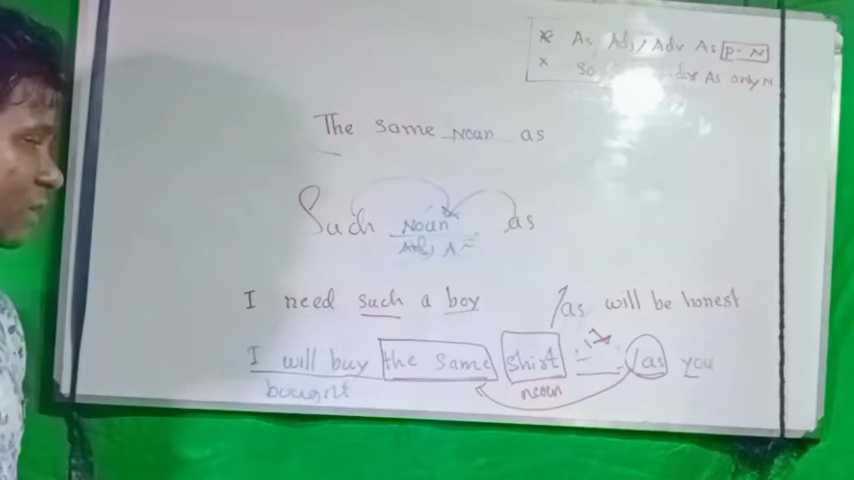 * As Adj/Adv As P-N
* So Adv As only N
The same Noun as
Such Noun as
I need such a boy /as will be honest
I will buy the same shirt /as you
bought noun